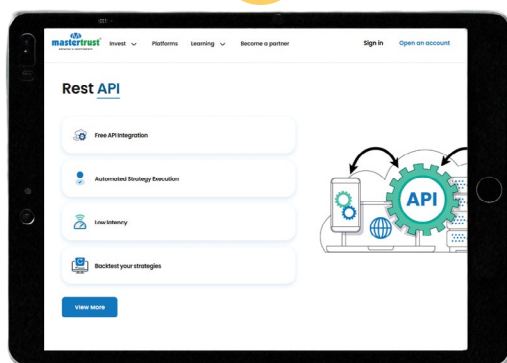 mastertrust
Invest
Platforms
Learning
Become a partner
Sign in
Open an account
Rest API
Free API Integration
Automated Strategy Execution
Low latency
Backtest your strategies
View More
API